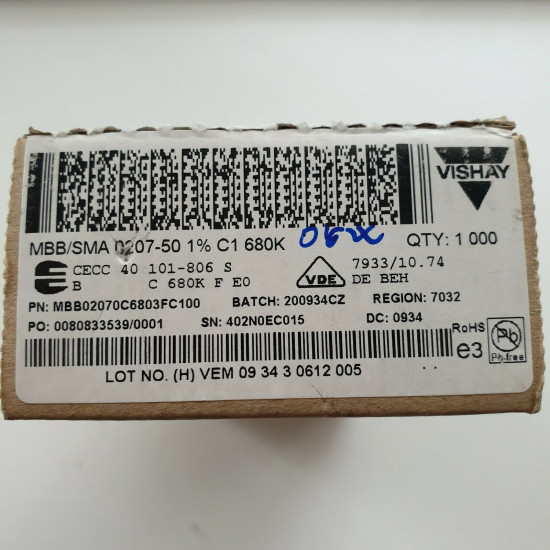 VISHAY
MBB/SMA 0207-50 1% C1 680K QTY: 1 000
CECC 40 101-806 S 7933/10.74
B C 680K F E0 VDE DE BEH
PN: MBB02070C6803FC100 BATCH: 200934CZ REGION: 7032
PO: 0080833539/0001 SN: 402N0EC015 DC: 0934
RoHS
e3 Pb
Pb-free
LOT NO. (H) VEM 09 34 3 0612 005